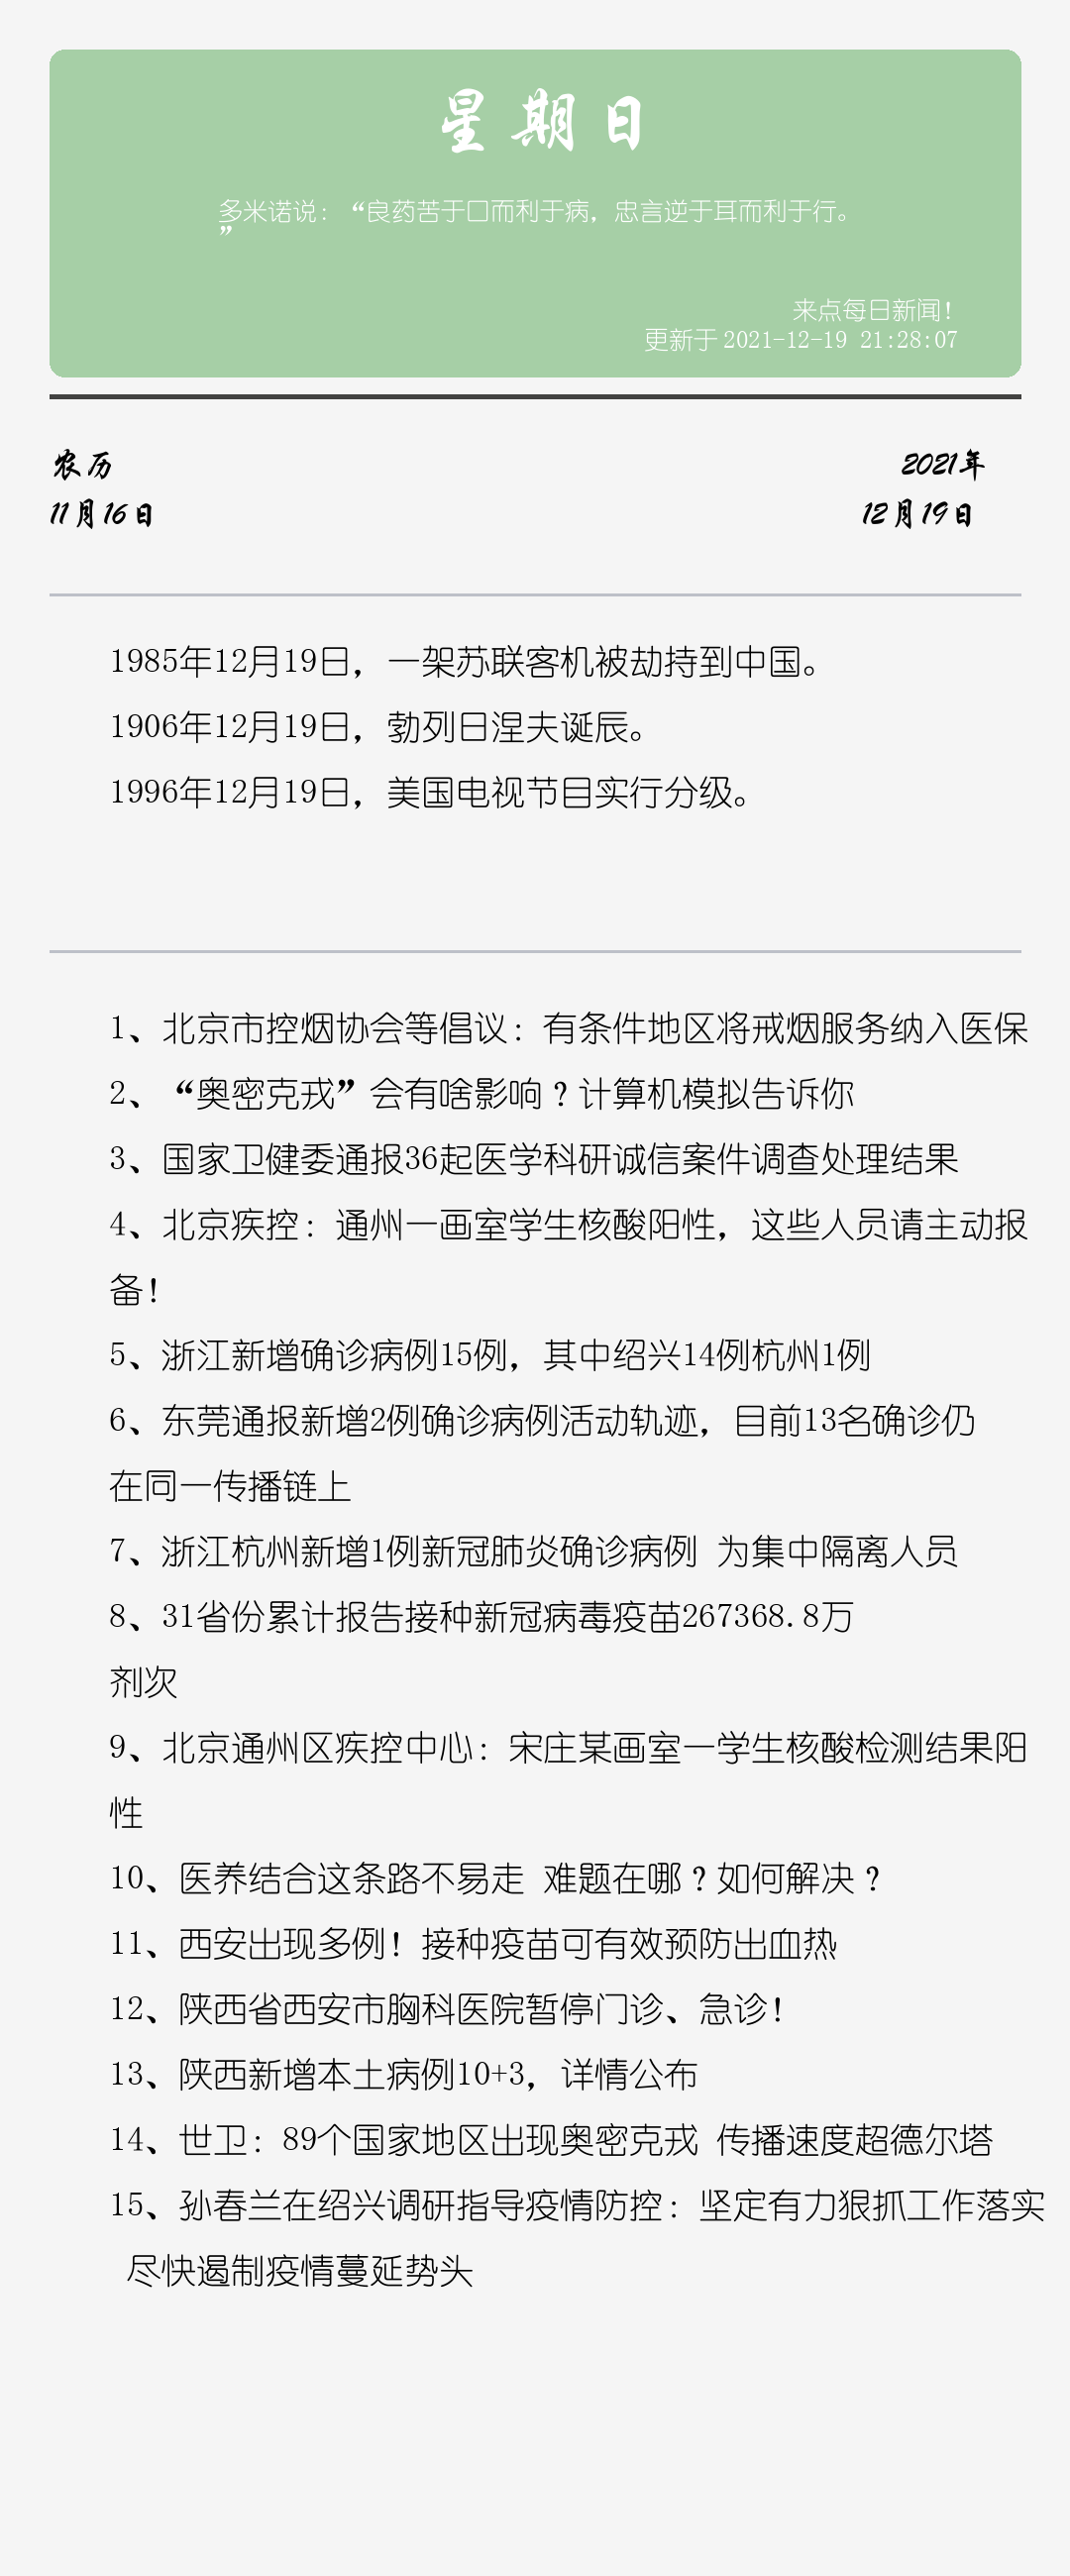 星期日
多米诺说：“良药苦于口而利于病，忠言逆于耳而利于行。
”
来点每日新闻！
更新于 2021-12-19 21:28:07
农历
2021年
11月16日
12月19日
1985年12月19日，一架苏联客机被劫持到中国。
1906年12月19日，勃列日涅夫诞辰。
1996年12月19日，美国电视节目实行分级。
1、北京市控烟协会等倡议：有条件地区将戒烟服务纳入医保
2、“奥密克戎”会有啥影响？计算机模拟告诉你
3、国家卫健委通报36起医学科研诚信案件调查处理结果
4、北京疾控：通州一画室学生核酸阳性，这些人员请主动报
备！
5、浙江新增确诊病例15例，其中绍兴14例杭州1例
6、东莞通报新增2例确诊病例活动轨迹，目前13名确诊仍
在同一传播链上
7、浙江杭州新增1例新冠肺炎确诊病例 为集中隔离人员
8、31省份累计报告接种新冠病毒疫苗267368.8万
剂次
9、北京通州区疾控中心：宋庄某画室一学生核酸检测结果阳
性
10、医养结合这条路不易走 难题在哪？如何解决？
11、西安出现多例！接种疫苗可有效预防出血热
12、陕西省西安市胸科医院暂停门诊、急诊！
13、陕西新增本土病例10+3，详情公布
14、世卫：89个国家地区出现奥密克戎 传播速度超德尔塔
15、孙春兰在绍兴调研指导疫情防控：坚定有力狠抓工作落实
尽快遏制疫情蔓延势头